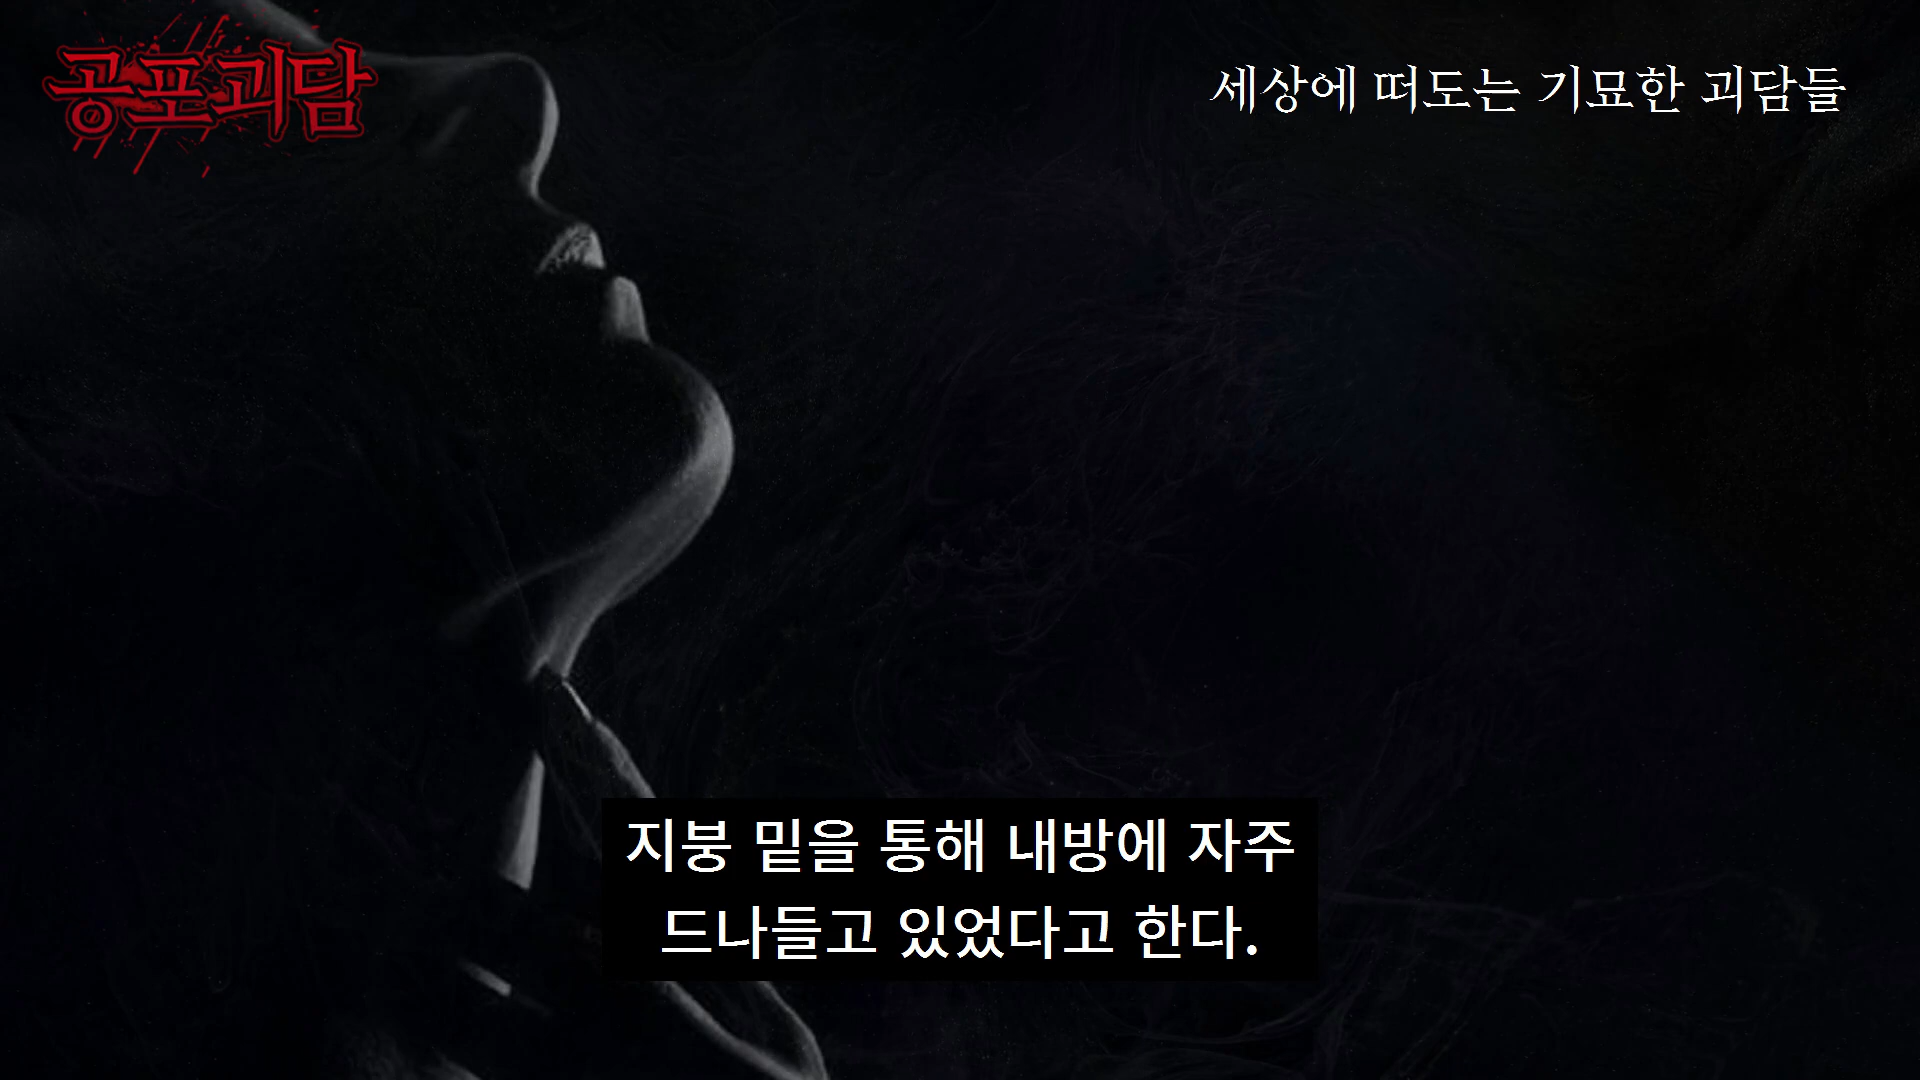 공포괴담
세상에 떠도는 기묘한 괴담들
지붕 밑을 통해 내방에 자주
드나들고 있었다고 한다.